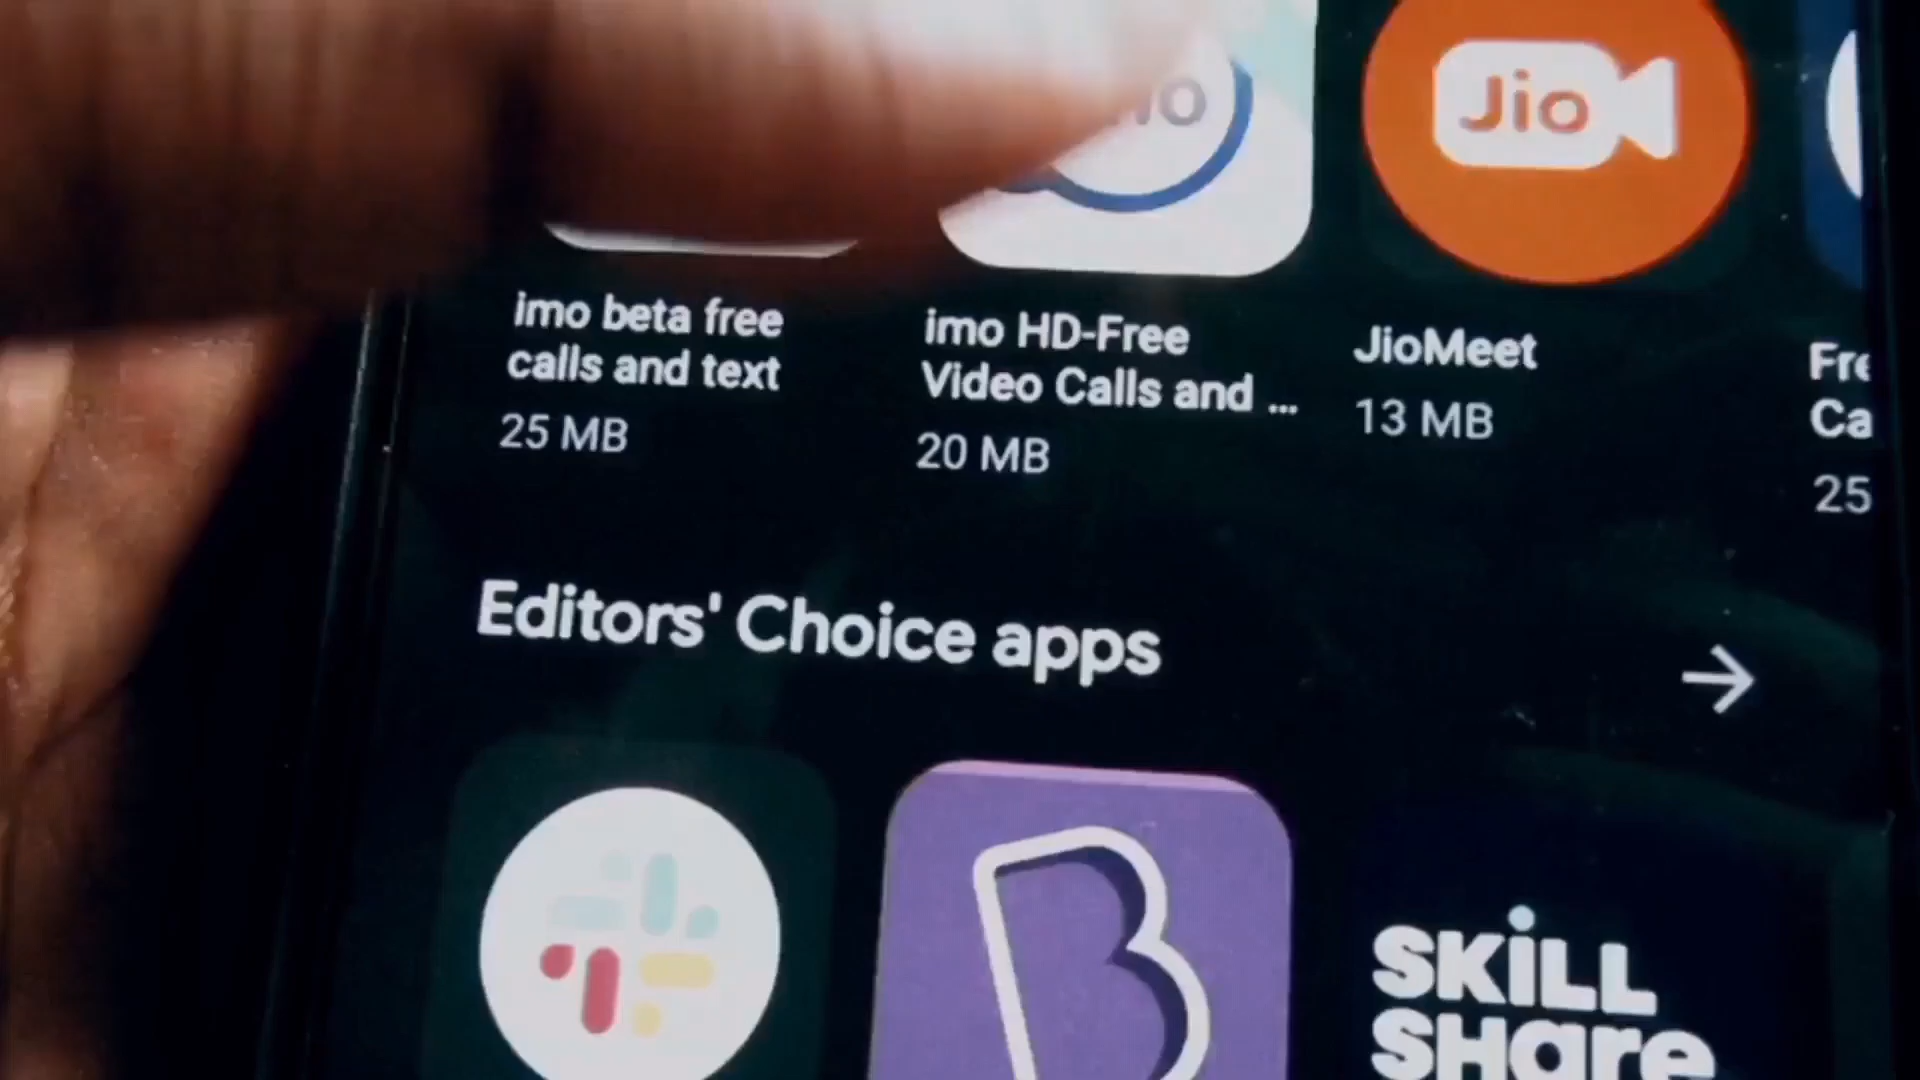 Jio
imo beta free
calls and text
25 MB
imo HD-Free
Video Calls and ...
20 MB
JioMeet
13 MB
25
Editors' Choice apps
B
SKiLL
SHare